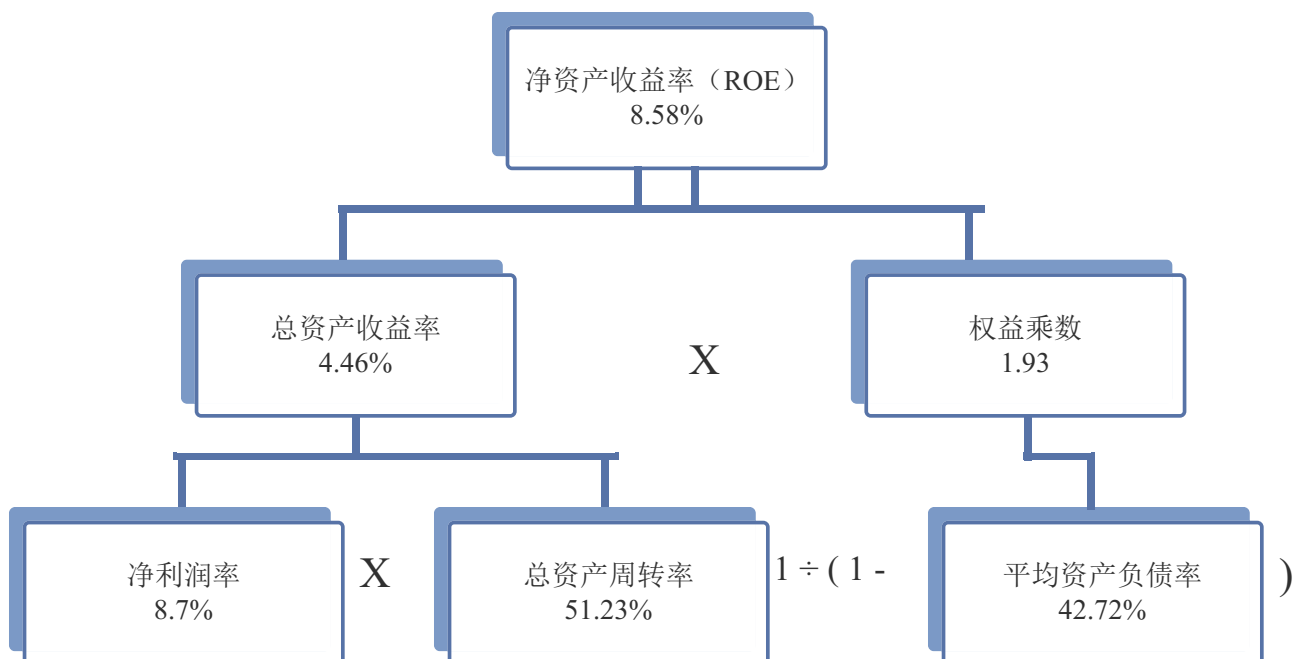 净资产收益率（ROE）
8.58%
总资产收益率
4.46%
X
权益乘数
1.93
净利润率
8.7%
X
总资产周转率
51.23%
1 ÷ ( 1 -
平均资产负债率
42.72%
)